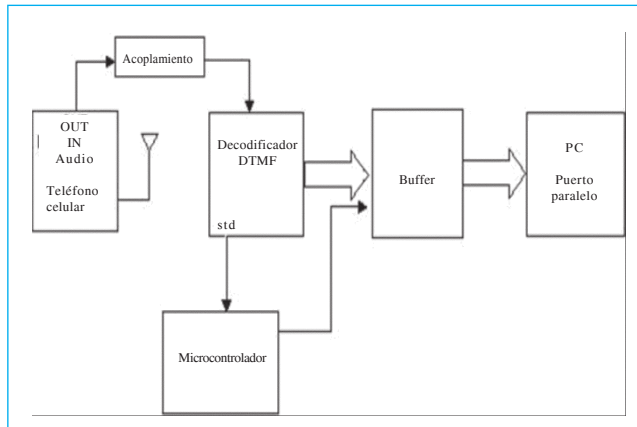 Acoplamiento
OUT
IN
Audio
Teléfono
celular
Decodificador
DTMF
std
Buffer
PC
Puerto
paralelo
Microcontrolador